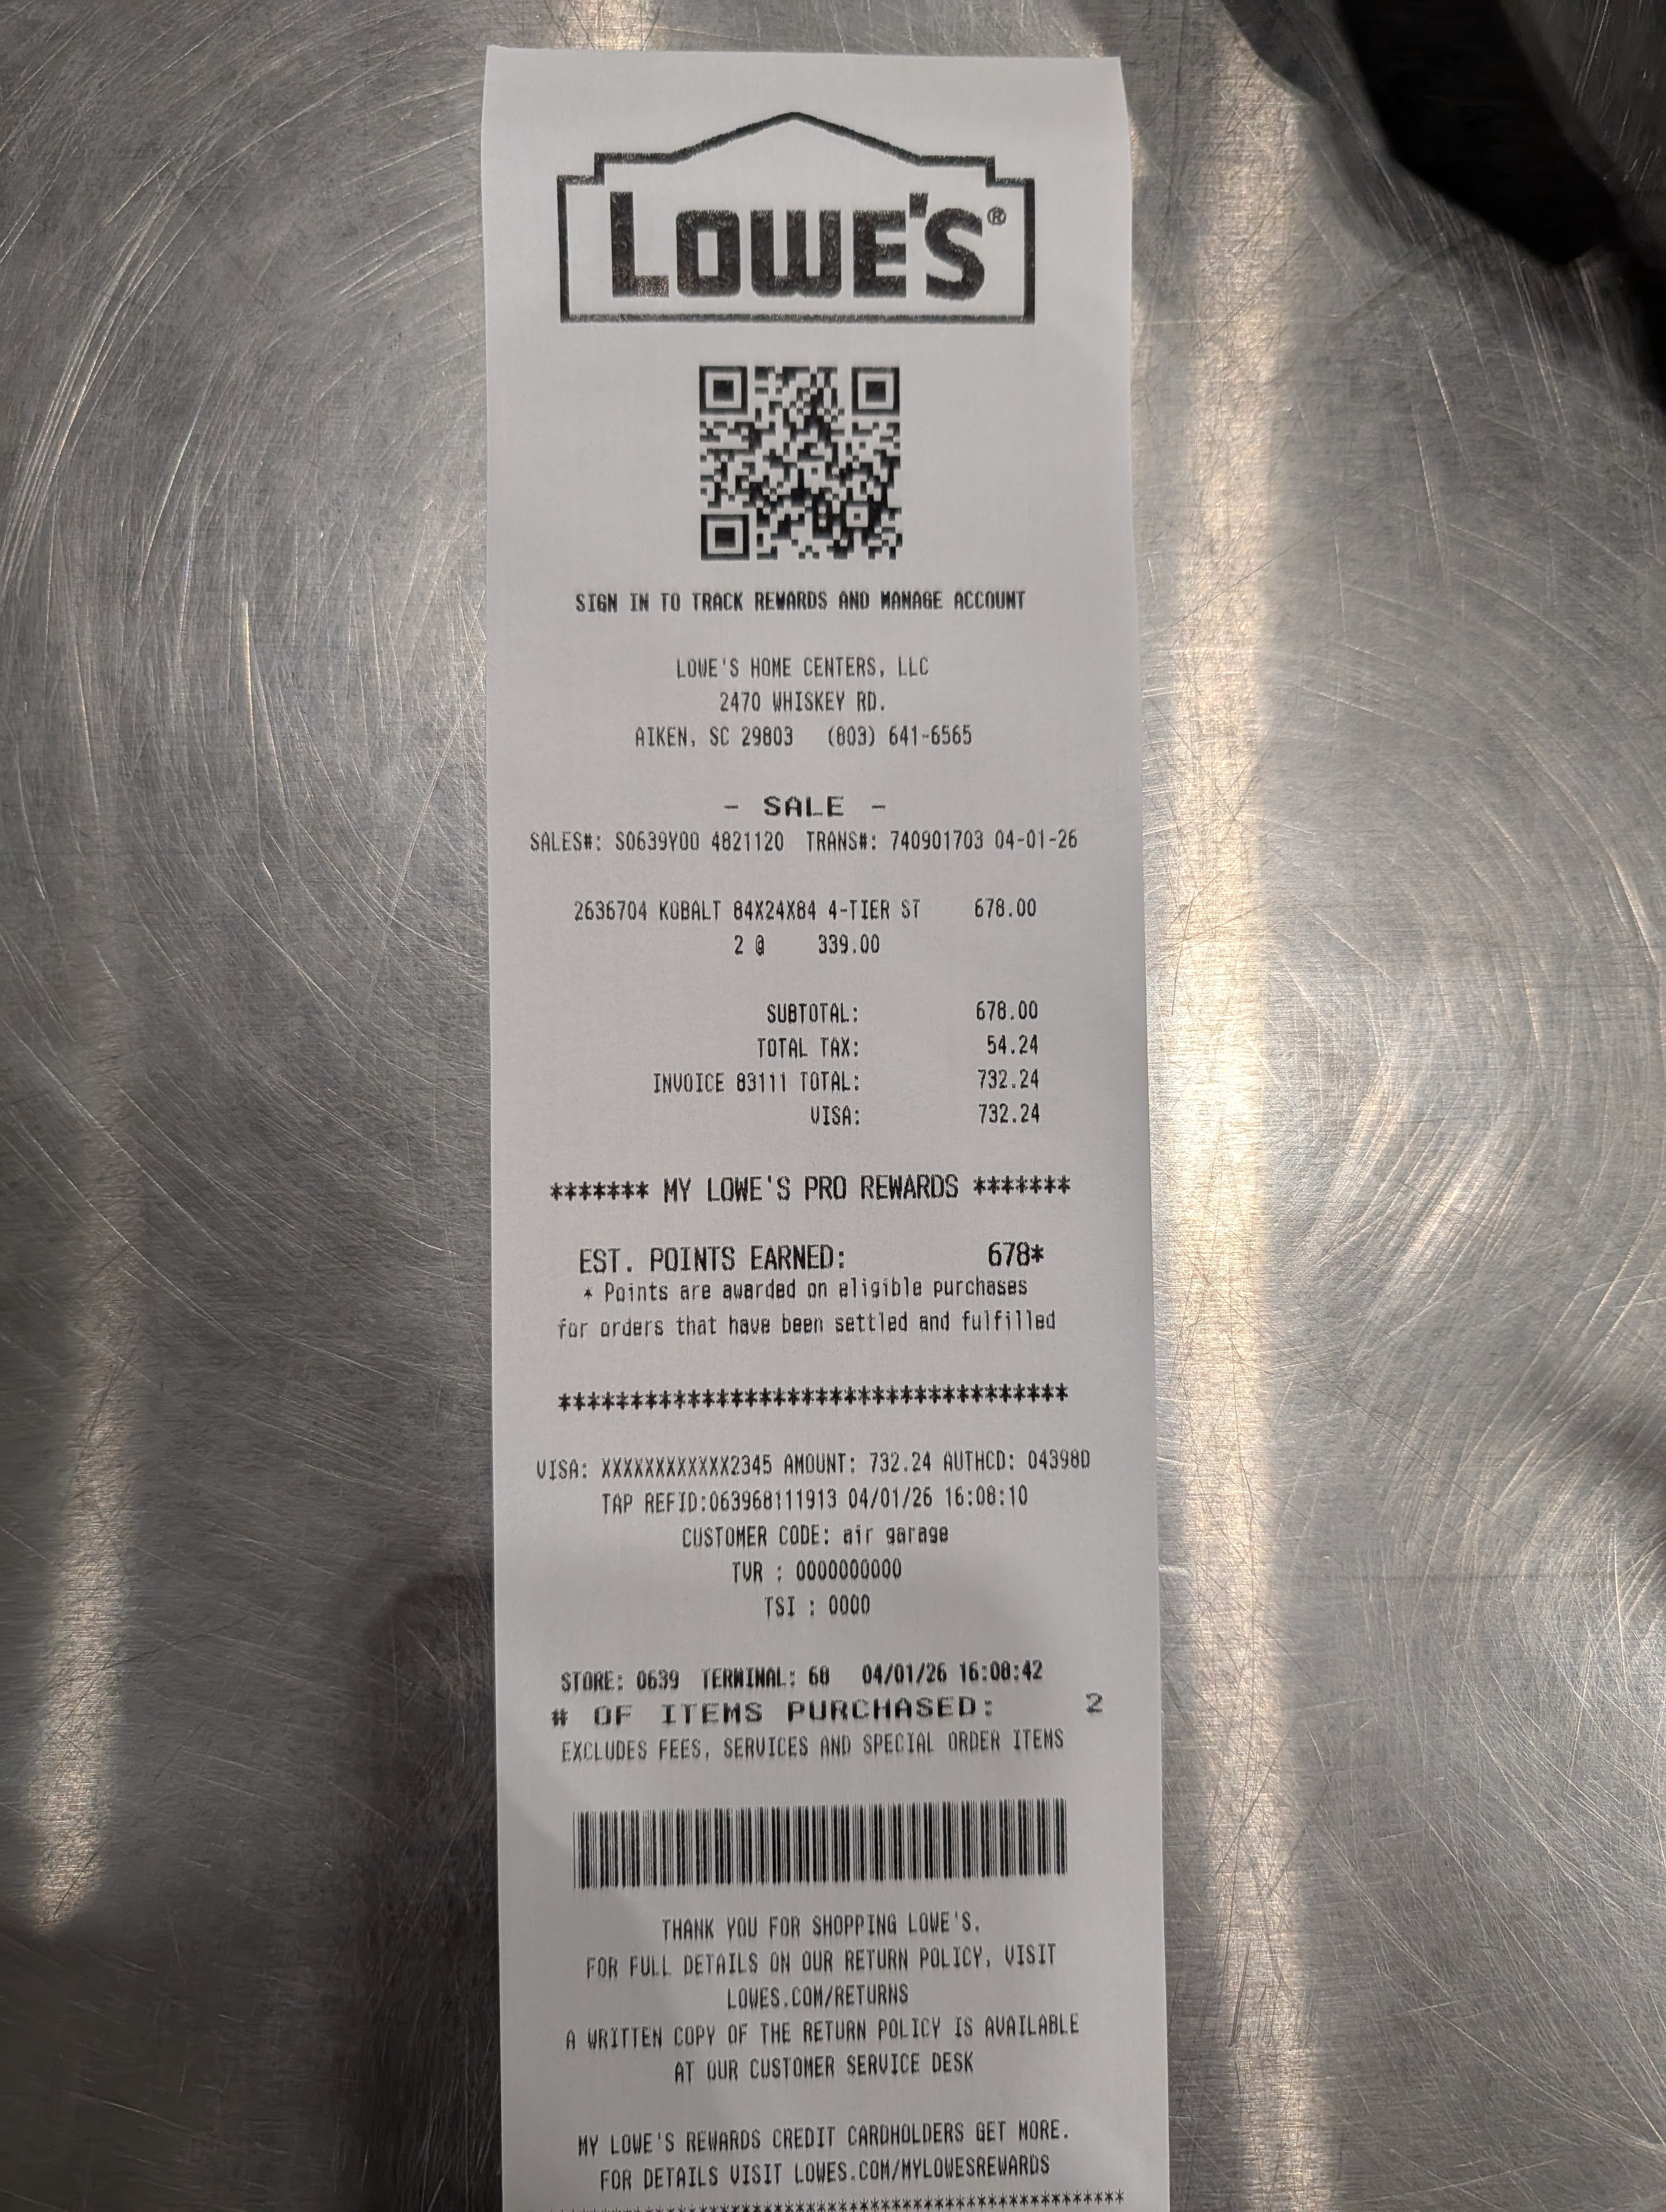 LOWE'S®
SIGN IN TO TRACK REWARDS AND MANAGE ACCOUNT
LOWE'S HOME CENTERS, LLC
2470 WHISKEY RD.
AIKEN, SC 29803 (803) 641-6565
- SALE -
SALES#: S0639Y00 4821120 TRANS#: 740901703 04-01-26
2636704 KOBALT 84X24X84 4-TIER ST 678.00
2 @ 339.00
SUBTOTAL: 678.00
TOTAL TAX: 54.24
INVOICE 83111 TOTAL: 732.24
VISA: 732.24
******* MY LOWE'S PRO REWARDS *******
EST. POINTS EARNED: 678*
* Points are awarded on eligible purchases
for orders that have been settled and fulfilled
************************************
VISA: XXXXXXXXXXXX2345 AMOUNT: 732.24 AUTHCD: 04398D
TAP REFID:063968111913 04/01/26 16:08:10
CUSTOMER CODE: air garage
TVR : 0000000000
TSI : 0000
STORE: 0639 TERMINAL: 68 04/01/26 16:08:42
# OF ITEMS PURCHASED: 2
EXCLUDES FEES, SERVICES AND SPECIAL ORDER ITEMS
THANK YOU FOR SHOPPING LOWE'S.
FOR FULL DETAILS ON OUR RETURN POLICY, VISIT
LOWES.COM/RETURNS
A WRITTEN COPY OF THE RETURN POLICY IS AVAILABLE
AT OUR CUSTOMER SERVICE DESK
MY LOWE'S REWARDS CREDIT CARDHOLDERS GET MORE.
FOR DETAILS VISIT LOWES.COM/MYLOWESREWARDS